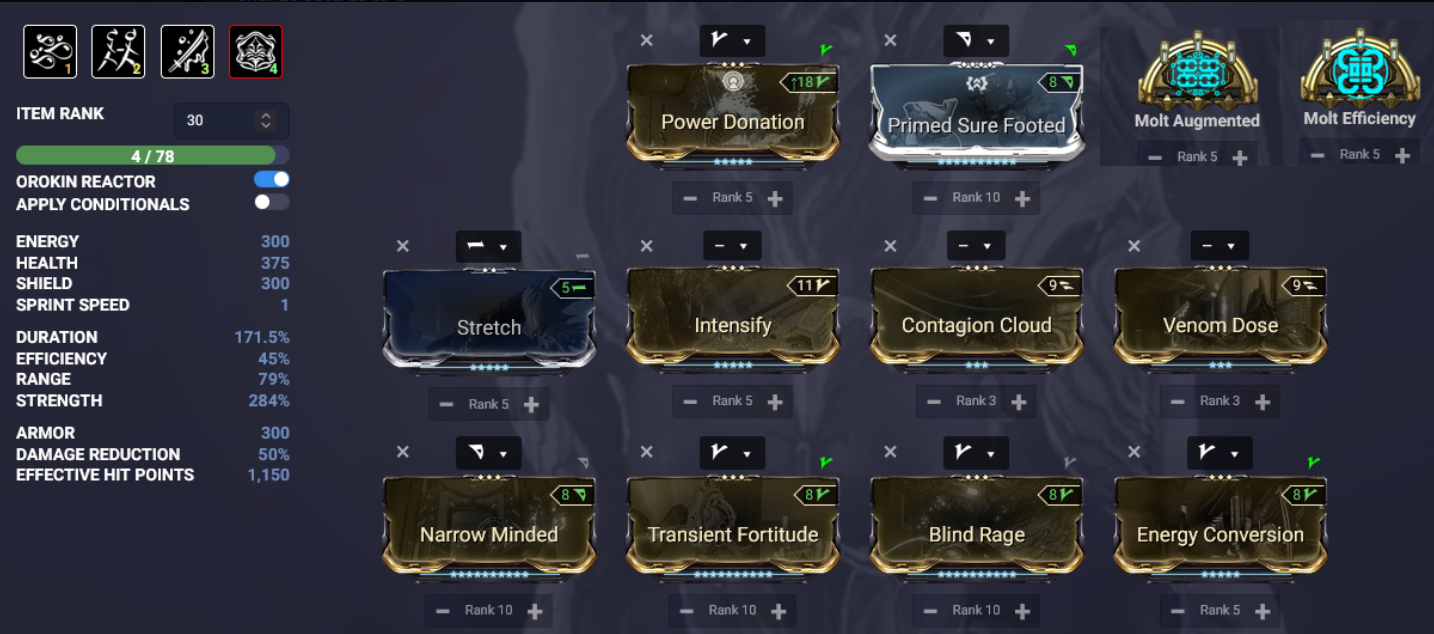 1 2 3 4
ITEM RANK 30
4 / 78
OROKIN REACTOR
APPLY CONDITIONALS
ENERGY 300
HEALTH 375
SHIELD 300
SPRINT SPEED 1
DURATION 171.5%
EFFICIENCY 45%
RANGE 79%
STRENGTH 284%
ARMOR 300
DAMAGE REDUCTION 50%
EFFECTIVE HIT POINTS 1,150
↑18 8
Power Donation Primed Sure Footed Molt Augmented Molt Efficiency
Rank 5 Rank 10 Rank 5 Rank 5
5 11 9 9
Stretch Intensify Contagion Cloud Venom Dose
Rank 5 Rank 5 Rank 3 Rank 3
8 8 8 8
Narrow Minded Transient Fortitude Blind Rage Energy Conversion
Rank 10 Rank 10 Rank 10 Rank 5